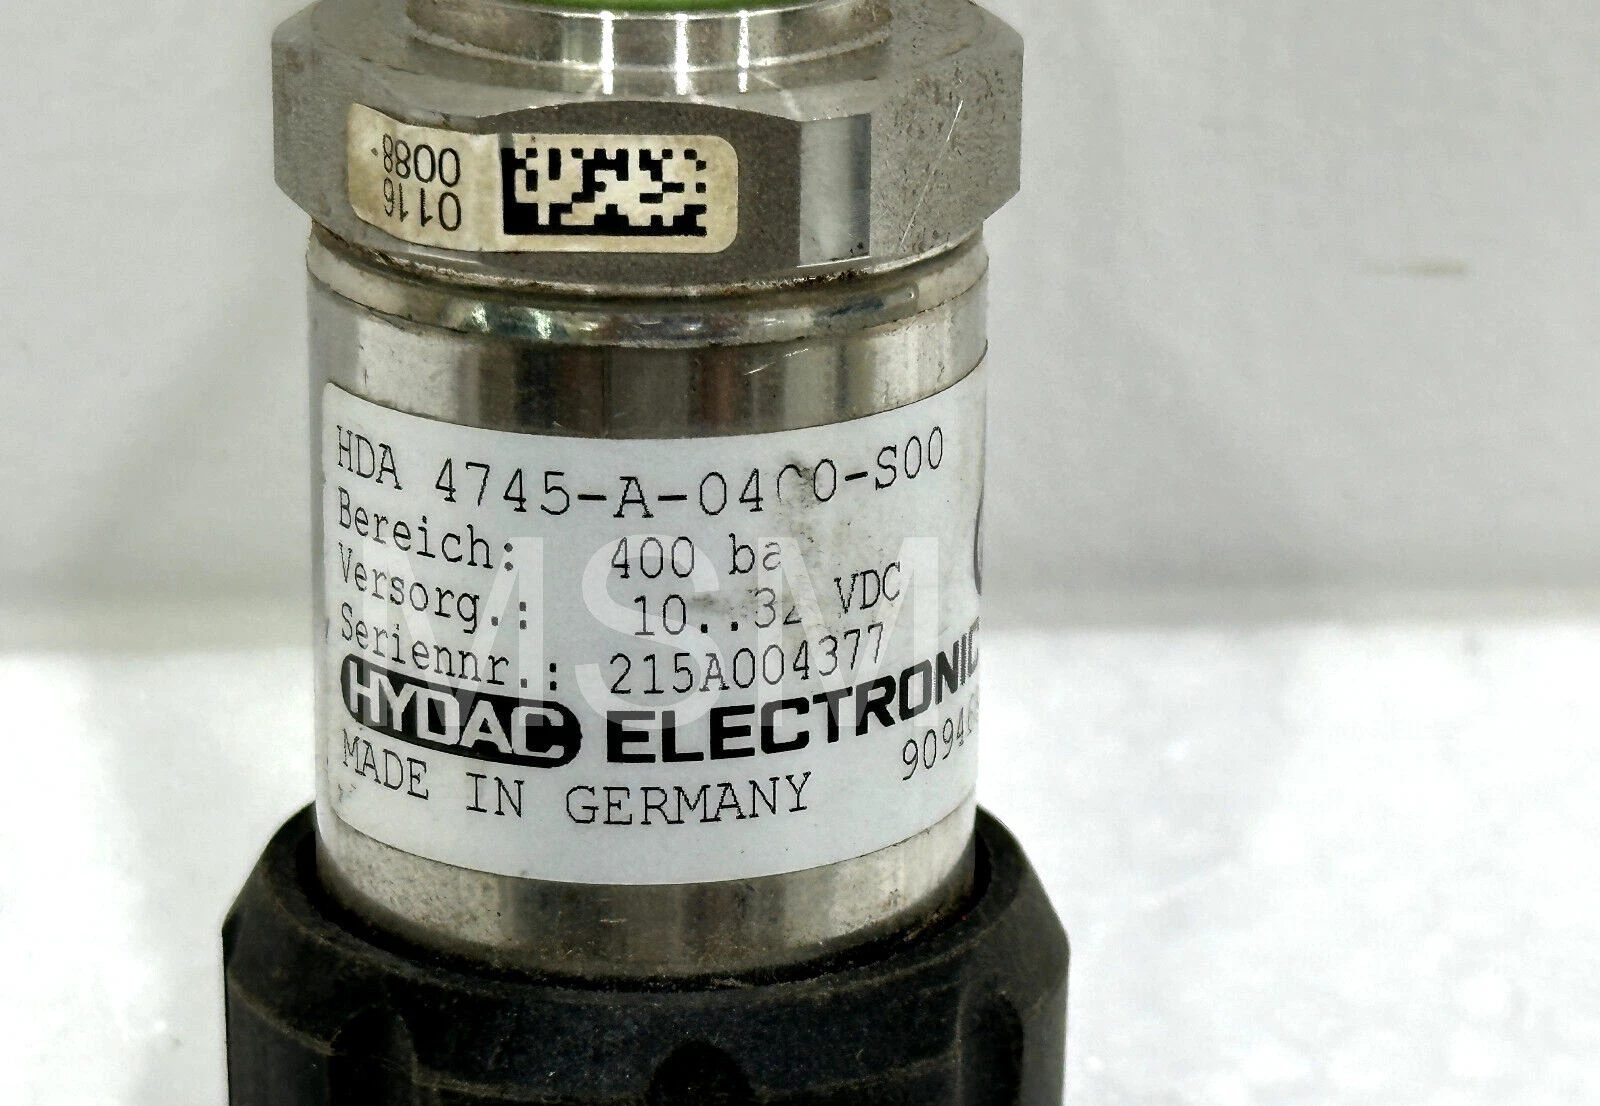 0116
0088
HDA 4745-A-0400-S00
Bereich: 400
Versorg.: 10..32 VDC
Seriennr.: 215A004377
HYDAC ELECTRONIC
MADE IN GERMANY
MSM